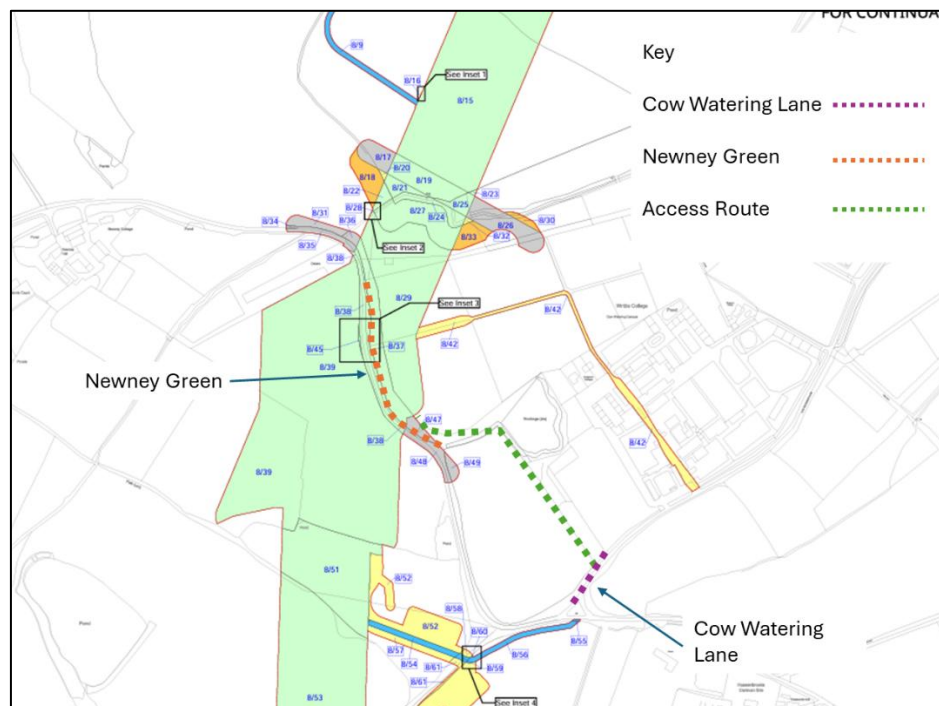 FOR CONTINUA
Key
Cow Watering Lane
Newney Green
Access Route
8/9
8/16
See Inset 1
8/15
8/17
8/20
8/18
8/19
8/22
8/21
8/23
8/28
8/27
8/25
8/24
8/30
8/26
8/34
8/31
8/36
8/33
8/32
8/35
See Inset 2
8/38
8/29
See Inset 3
8/38
8/42
8/45
8/37
8/42
8/39
Newney Green
8/47
8/38
8/42
8/48
8/49
8/39
8/51
8/52
8/58
8/52
8/60
8/57
8/54
8/61
8/56
8/55
8/59
8/61
See Inset 4
8/53
Cow Watering
Lane
Writtle College
Pond
Pond
Pond
Pond